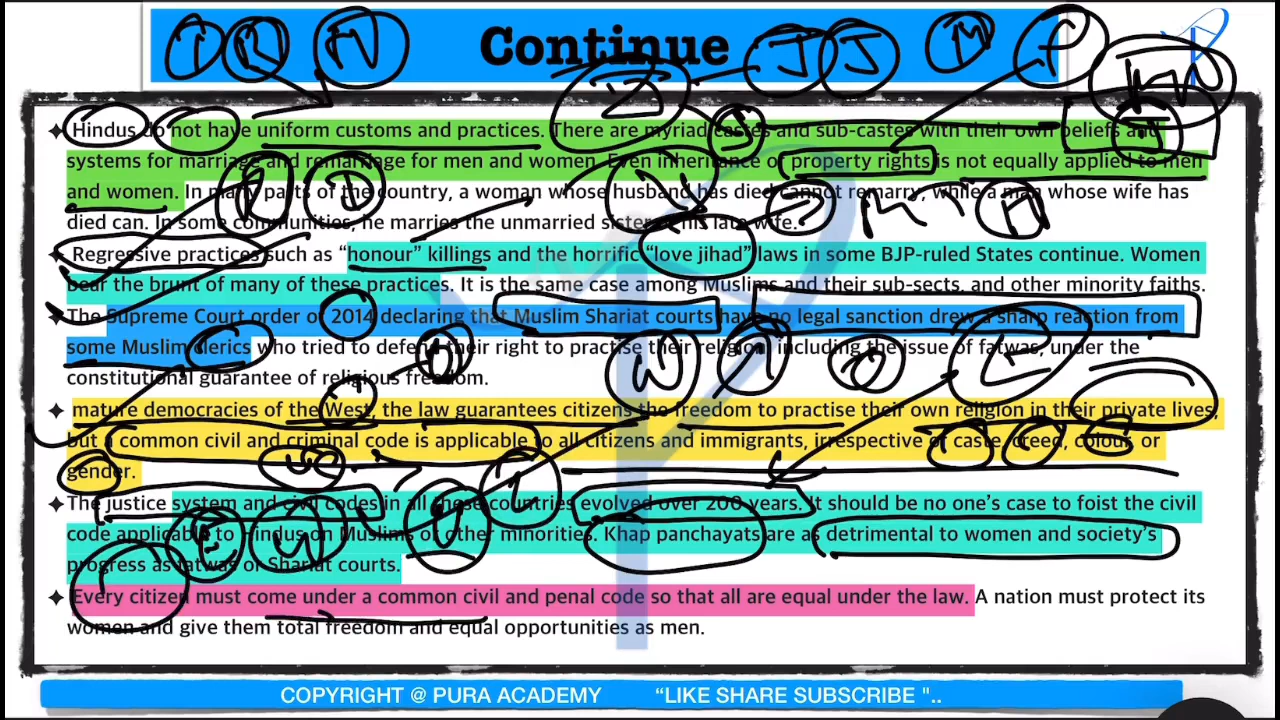 Continue
Hindus do not have uniform customs and practices. There are myriad castes and sub-castes with their own beliefs and
systems for marriage and remarriage for men and women. Even inheritance of property rights is not equally applied to men
and women. In many parts of the country, a woman whose husband has died cannot remarry, while a man whose wife has
died can. In some communities, he marries the unmarried sister of his late wife.
Regressive practices such as “honour” killings and the horrific “love jihad” laws in some BJP-ruled States continue. Women
bear the brunt of many of these practices. It is the same case among Muslims and their sub-sects, and other minority faiths.
The Supreme Court order of 2014 declaring that Muslim Shariat courts have no legal sanction drew a sharp reaction from
some Muslim clerics who tried to defend their right to practise their religion, including the issue of fatwas, under the
constitutional guarantee of religious freedom.
mature democracies of the West, the law guarantees citizens the freedom to practise their own religion in their private lives,
but a common civil and criminal code is applicable to all citizens and immigrants, irrespective of caste, creed, colour or
gender.
The justice system and civil codes in all these countries evolved over 200 years. It should be no one’s case to foist the civil
code applicable to Hindus on Muslims or other minorities. Khap panchayats are as detrimental to women and society’s
progress as fatwas or Shariat courts.
Every citizen must come under a common civil and penal code so that all are equal under the law. A nation must protect its
women and give them total freedom and equal opportunities as men.
COPYRIGHT @ PURA ACADEMY “LIKE SHARE SUBSCRIBE "..